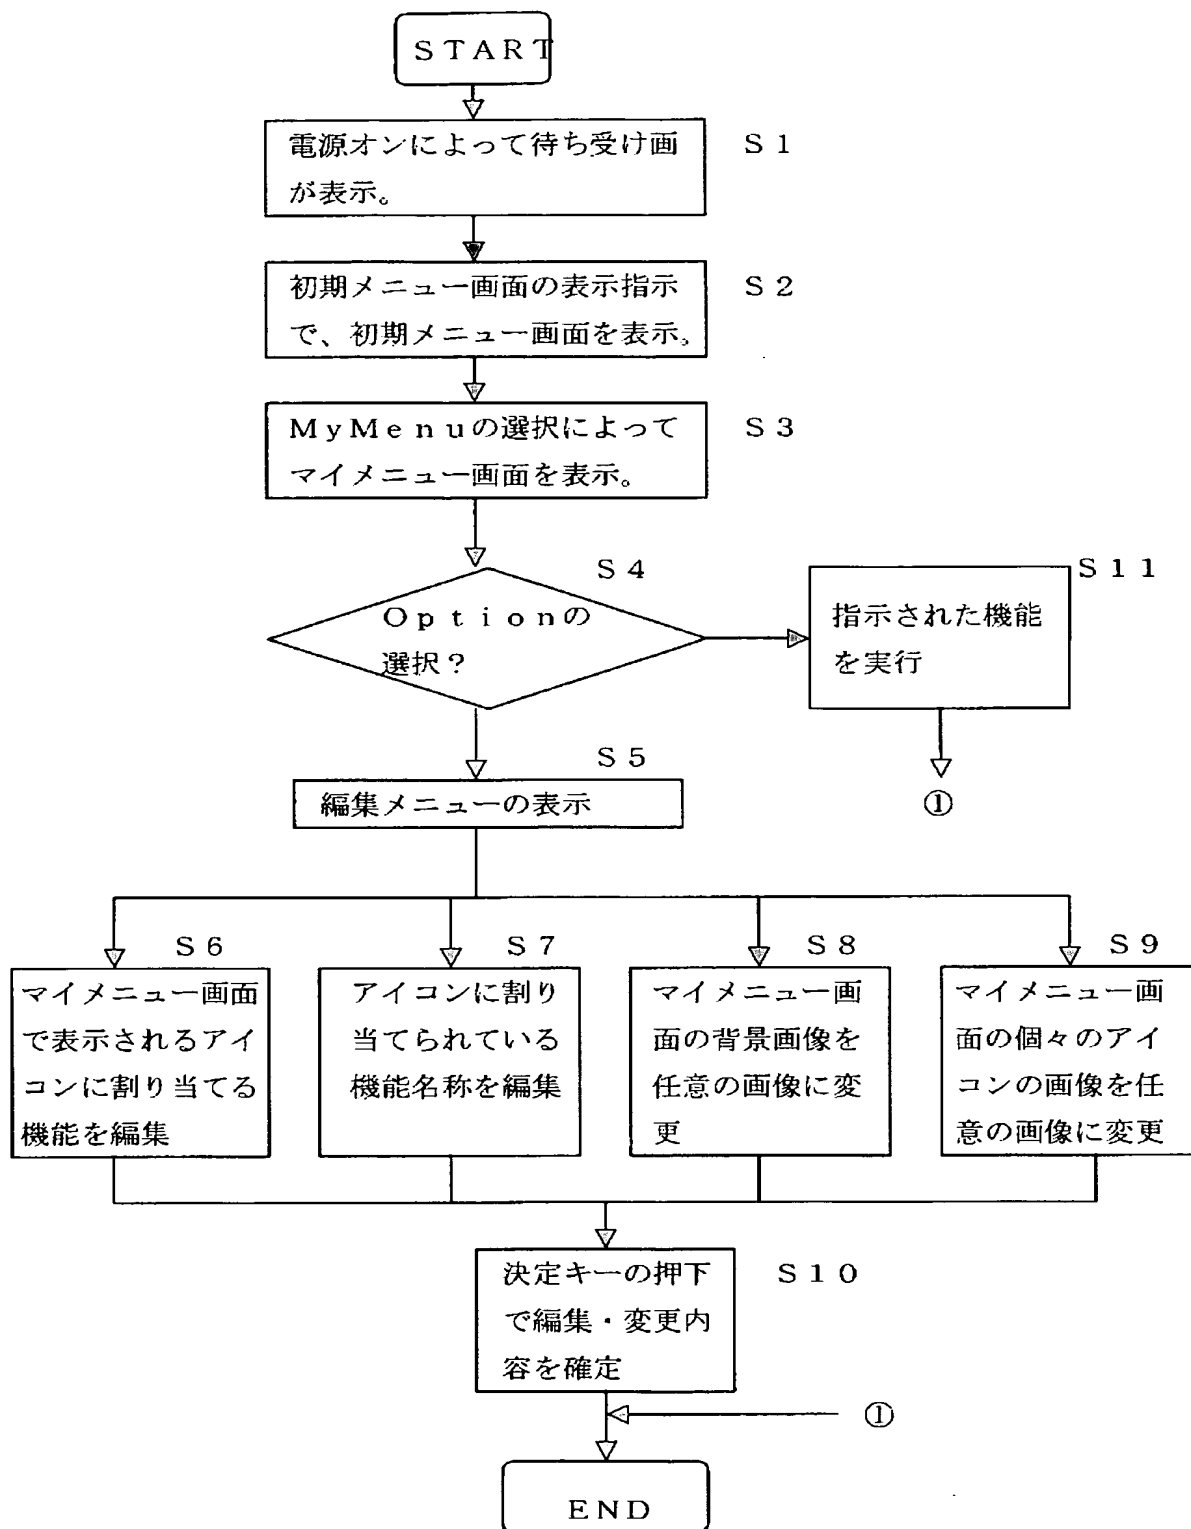 START
電源オンによって待ち受け画
が表示。
S1
初期メニュー画面の表示指示
で、初期メニュー画面を表示。
S2
MyMenuの選択によって
マイメニュー画面を表示。
S3
S4
Optionの
選択？
S11
指示された機能
を実行
①
S5
編集メニューの表示
S6
マイメニュー画面
で表示されるアイ
コンに割り当てる
機能を編集
S7
アイコンに割り
当てられている
機能名称を編集
S8
マイメニュー画
面の背景画像を
任意の画像に変
更
S9
マイメニュー画
面の個々のアイ
コンの画像を任
意の画像に変更
決定キーの押下
で編集・変更内
容を確定
S10
①
END